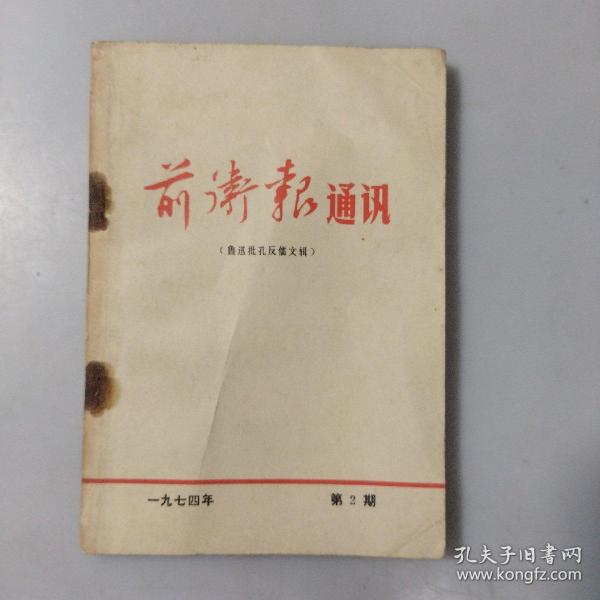 前衛報通讯
（鲁迅批孔反儒文辑）
一九七四年 第2期
孔夫子旧书网
www.kongfz.com